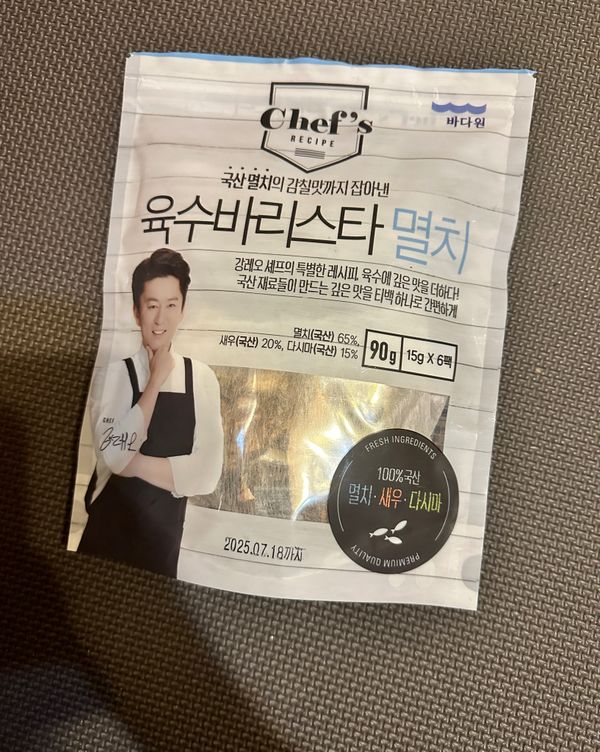 Chef's
RECIPE
바다원
국산 멸치의 감칠맛까지 잡아낸
육수바리스타 멸치
강레오 셰프의 특별한 레시피, 육수에 깊은 맛을 더하다!
국산 재료들이 만드는 깊은 맛을 티백 하나로 간편하게
멸치(국산) 65%,
새우(국산) 20%, 다시마(국산) 15%
90g 15g X 6팩
CHEF
강레오
FRESH INGREDIENTS
100%국산
멸치·새우·다시마
PREMIUM QUALITY
2025.07.18까지